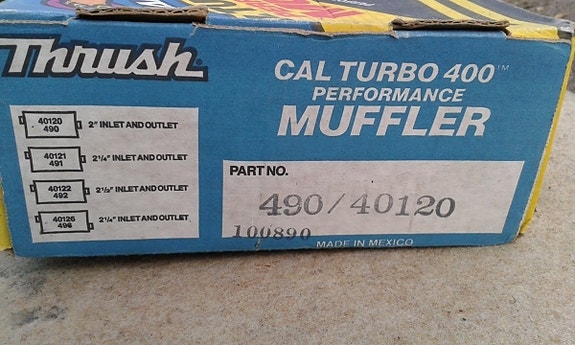 Thrush
CAL TURBO 400™
PERFORMANCE
MUFFLER
40120
490
2" INLET AND OUTLET
40121
491
2¼" INLET AND OUTLET
40122
492
2½" INLET AND OUTLET
40126
496
2¼" INLET AND OUTLET
PART NO.
490/40120
100890
MADE IN MEXICO